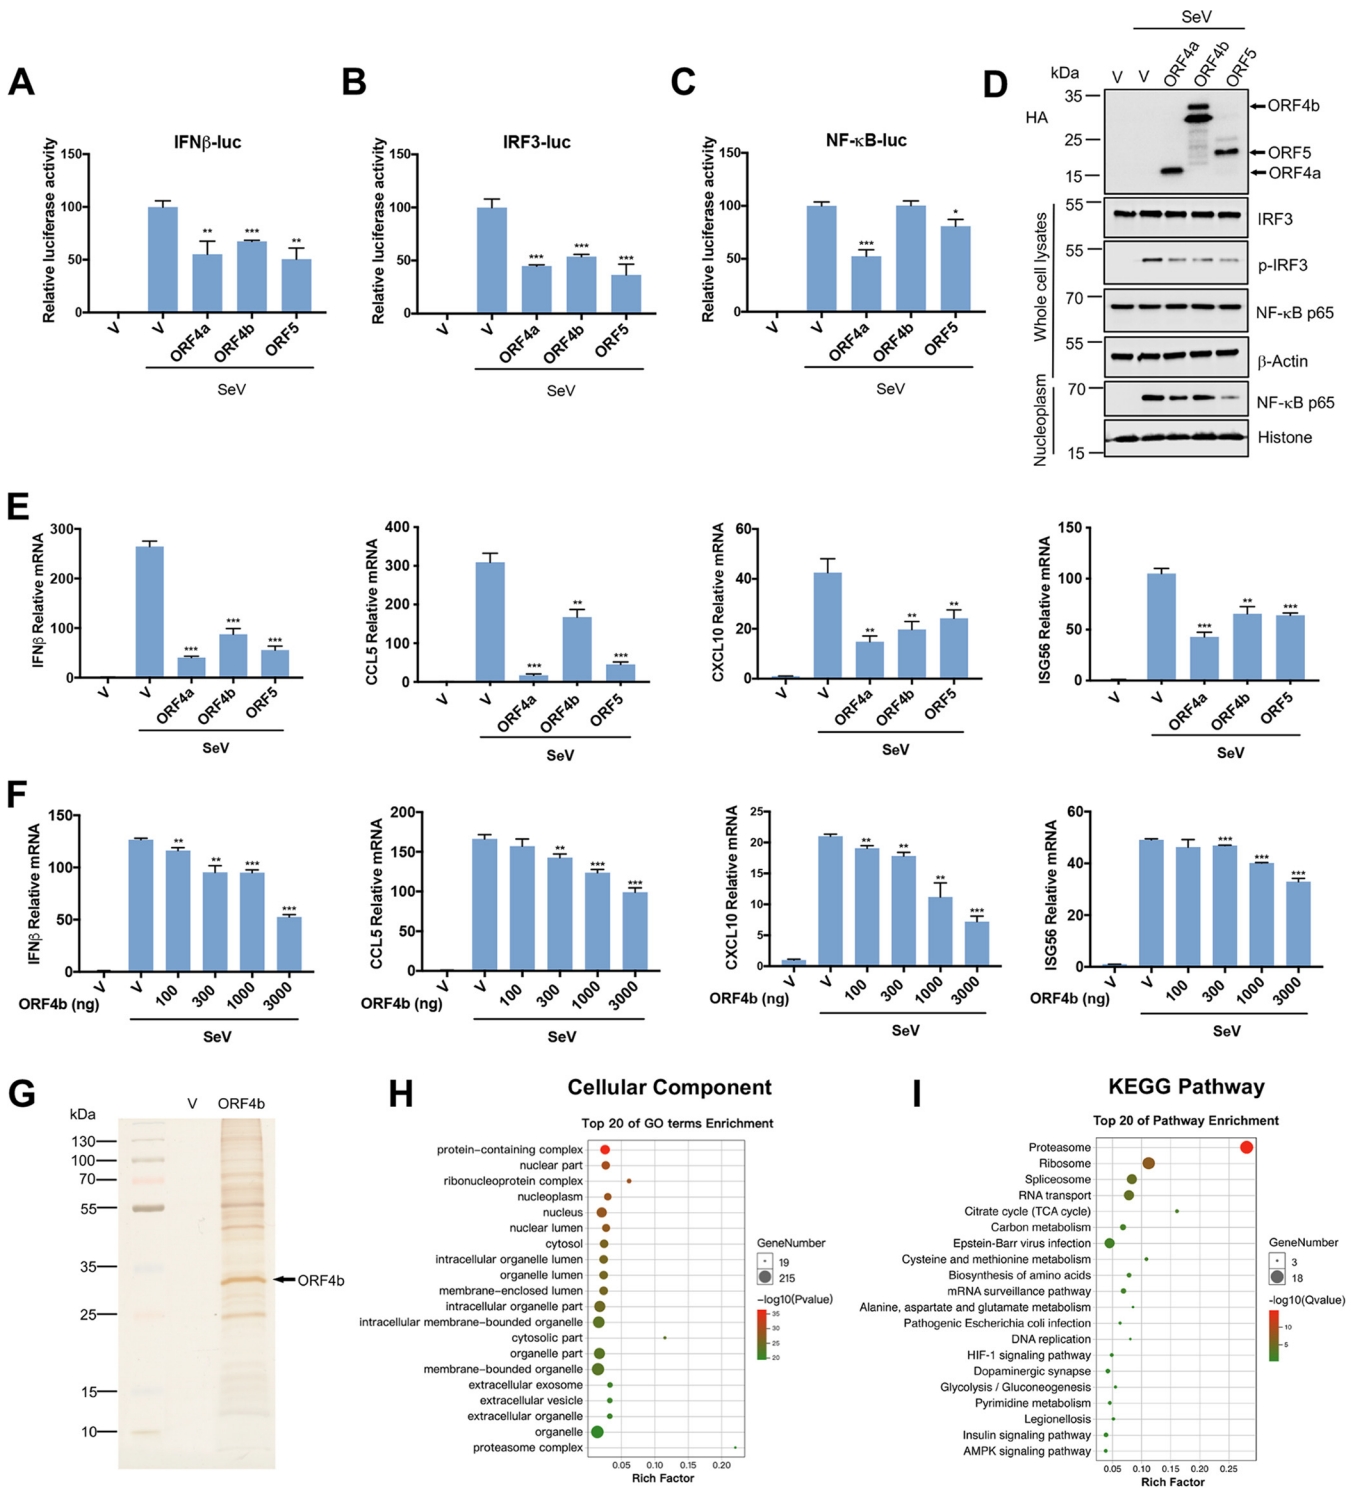 A
IFNβ-luc
Relative luciferase activity
150
100
50
0
**
***
**
V
V
ORF4a
ORF4b
ORF5
SeV
B
IRF3-luc
Relative luciferase activity
150
100
50
0
***
***
***
V
V
ORF4a
ORF4b
ORF5
SeV
C
NF-κB-luc
Relative luciferase activity
150
100
50
0
***
*
V
V
ORF4a
ORF4b
ORF5
SeV
D
SeV
kDa
V
V
ORF4a
ORF4b
ORF5
HA
35
25
15
ORF4b
ORF5
ORF4a
Whole cell lysates
55
IRF3
55
p-IRF3
70
NF-κB p65
55
β-Actin
Nucleoplasm
70
NF-κB p65
Histone
15
E
IFNβ Relative mRNA
300
200
100
0
***
***
***
V
V
ORF4a
ORF4b
ORF5
SeV
CCL5 Relative mRNA
400
300
200
100
0
***
**
***
V
V
ORF4a
ORF4b
ORF5
SeV
CXCL10 Relative mRNA
60
40
20
0
**
**
**
V
V
ORF4a
ORF4b
ORF5
SeV
ISG56 Relative mRNA
150
100
50
0
***
**
***
V
V
ORF4a
ORF4b
ORF5
SeV
F
IFNβ Relative mRNA
150
100
50
0
**
**
***
***
ORF4b (ng)
V
V
100
300
1000
3000
SeV
CCL5 Relative mRNA
200
150
100
50
0
**
***
***
ORF4b (ng)
V
V
100
300
1000
3000
SeV
CXCL10 Relative mRNA
25
20
15
10
5
0
**
**
**
***
ORF4b (ng)
V
V
100
300
1000
3000
SeV
ISG56 Relative mRNA
60
40
20
0
***
***
***
ORF4b (ng)
V
V
100
300
1000
3000
SeV
G
kDa
V
ORF4b
130
100
70
55
35
25
15
10
ORF4b
H
Cellular Component
Top 20 of GO terms Enrichment
protein-containing complex
nuclear part
ribonucleoprotein complex
nucleoplasm
nucleus
nuclear lumen
cytosol
intracellular organelle lumen
organelle lumen
membrane-enclosed lumen
intracellular organelle part
intracellular membrane-bounded organelle
cytosolic part
organelle part
membrane-bounded organelle
extracellular exosome
extracellular vesicle
extracellular organelle
organelle
proteasome complex
0.05
0.10
0.15
0.20
Rich Factor
GeneNumber
19
215
-log10(Pvalue)
35
30
25
20
I
KEGG Pathway
Top 20 of Pathway Enrichment
Proteasome
Ribosome
Spliceosome
RNA transport
Citrate cycle (TCA cycle)
Carbon metabolism
Epstein-Barr virus infection
Cysteine and methionine metabolism
Biosynthesis of amino acids
mRNA surveillance pathway
Alanine, aspartate and glutamate metabolism
Pathogenic Escherichia coli infection
DNA replication
HIF-1 signaling pathway
Dopaminergic synapse
Glycolysis / Gluconeogenesis
Pyrimidine metabolism
Legionellosis
Insulin signaling pathway
AMPK signaling pathway
0.05
0.10
0.15
0.20
0.25
Rich Factor
GeneNumber
3
18
-log10(Qvalue)
10
5